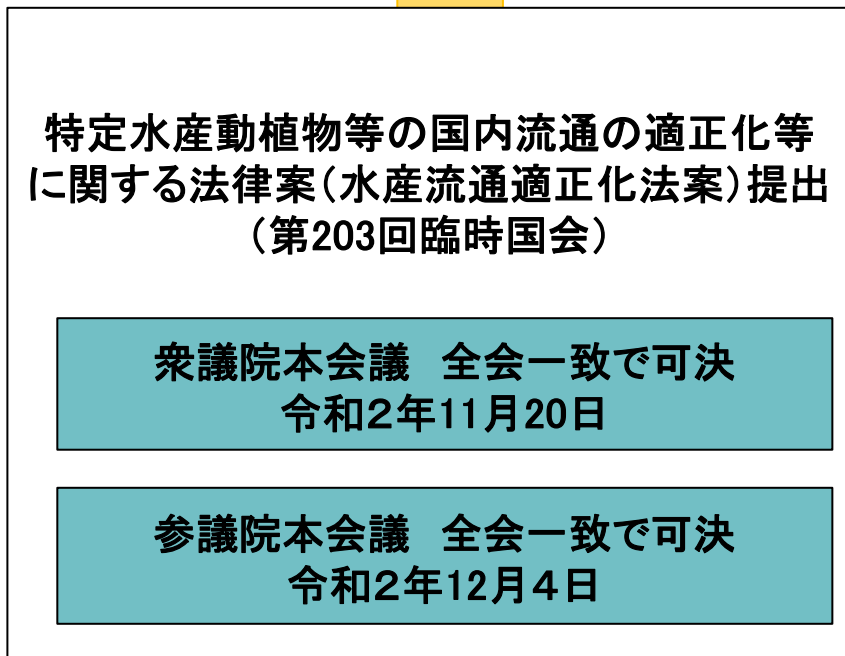 特定水産動植物等の国内流通の適正化等
に関する法律案（水産流通適正化法案）提出
（第203回臨時国会）
衆議院本会議　全会一致で可決
令和２年11月20日
参議院本会議　全会一致で可決
令和２年12月４日